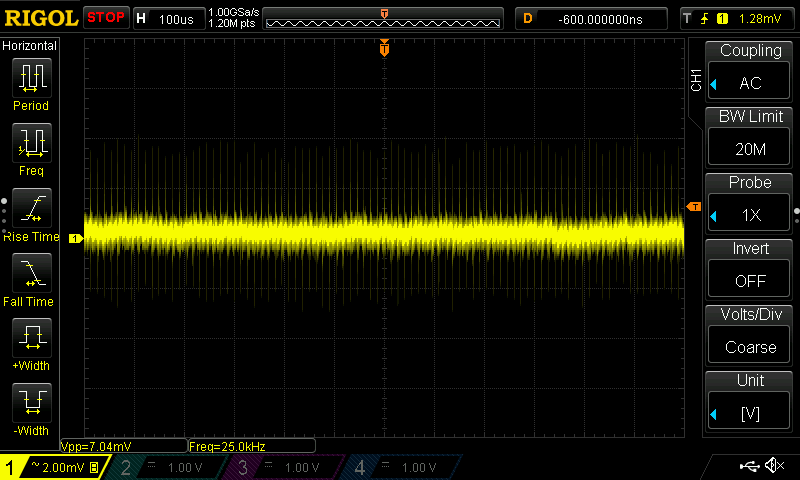 RIGOL STOP H 100us 1.00GSa/s D -600.000000ns T 1 1.28mV
1.20M pts
T
Horizontal
Period
Freq
Rise Time
Fall Time
+Width
-Width
T
1
T
CH1
Coupling
AC
BW Limit
20M
Probe
1X
Invert
OFF
Volts/Div
Coarse
Unit
[V]
Vpp=7.04mV Freq=25.0kHz
1 ~ 2.00mV B 2 1.00 V 3 1.00 V 4 1.00 V